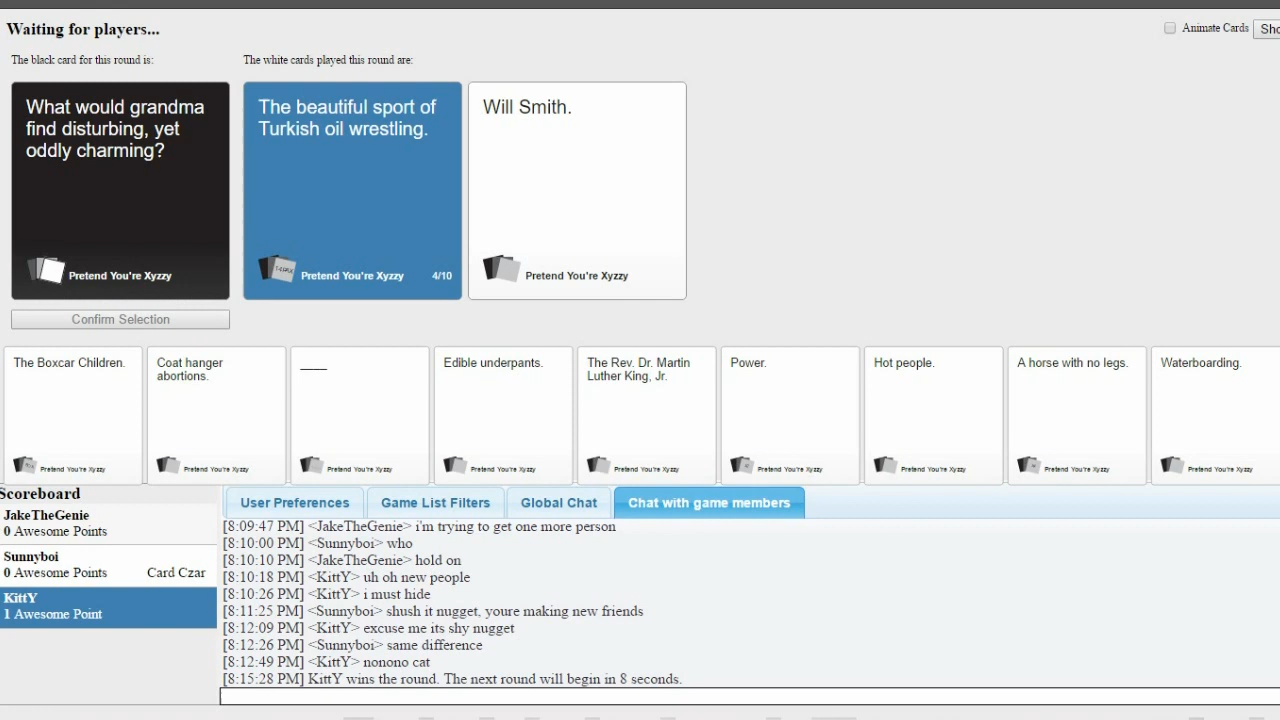 Waiting for players...
Animate Cards
Sho
The black card for this round is:
The white cards played this round are:
What would grandma
find disturbing, yet
oddly charming?
Pretend You're Xyzzy
The beautiful sport of
Turkish oil wrestling.
Pretend You're Xyzzy
4/10
Will Smith.
Pretend You're Xyzzy
Confirm Selection
The Boxcar Children.
Pretend You're Xyzzy
Coat hanger
abortions.
Pretend You're Xyzzy
____
Pretend You're Xyzzy
Edible underpants.
Pretend You're Xyzzy
The Rev. Dr. Martin
Luther King, Jr.
Pretend You're Xyzzy
Power.
Pretend You're Xyzzy
Hot people.
Pretend You're Xyzzy
A horse with no legs.
Pretend You're Xyzzy
Waterboarding.
Pretend You're Xyzzy
Scoreboard
JakeTheGenie
0 Awesome Points
Sunnyboi
0 Awesome Points Card Czar
KittY
1 Awesome Point
User Preferences
Game List Filters
Global Chat
Chat with game members
[8:09:47 PM] <JakeTheGenie> i'm trying to get one more person
[8:10:00 PM] <Sunnyboi> who
[8:10:10 PM] <JakeTheGenie> hold on
[8:10:18 PM] <KittY> uh oh new people
[8:10:26 PM] <KittY> i must hide
[8:11:25 PM] <Sunnyboi> shush it nugget, youre making new friends
[8:12:09 PM] <KittY> excuse me its shy nugget
[8:12:26 PM] <Sunnyboi> same difference
[8:12:49 PM] <KittY> nonono cat
[8:15:28 PM] KittY wins the round. The next round will begin in 8 seconds.